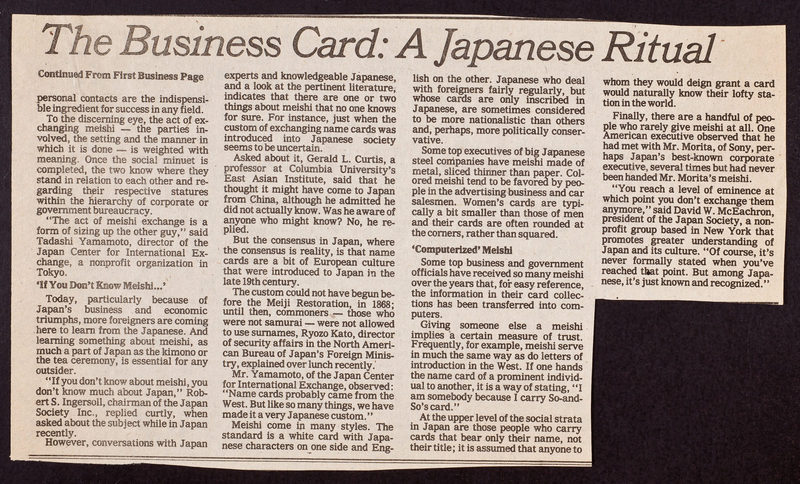 The Business Card: A Japanese Ritual
Continued From First Business Page
personal contacts are the indispensi-
ble ingredient for success in any field.
To the discerning eye, the act of ex-
changing meishi — the parties in-
volved, the setting and the manner in
which it is done — is weighted with
meaning. Once the social minuet is
completed, the two know where they
stand in relation to each other and re-
garding their respective statures
within the hierarchy of corporate or
government bureaucracy.
"The act of meishi exchange is a
form of sizing up the other guy," said
Tadashi Yamamoto, director of the
Japan Center for International Ex-
change, a nonprofit organization in
Tokyo.
'If You Don't Know Meishi...'
Today, particularly because of
Japan's business and economic
triumphs, more foreigners are coming
here to learn from the Japanese. And
learning something about meishi, as
much a part of Japan as the kimono or
the tea ceremony, is essential for any
outsider.
"If you don't know about meishi, you
don't know much about Japan," Rob-
ert S. Ingersoll, chairman of the Japan
Society Inc., replied curtly, when
asked about the subject while in Japan
recently.
However, conversations with Japan
experts and knowledgeable Japanese,
and a look at the pertinent literature,
indicates that there are one or two
things about meishi that no one knows
for sure. For instance, just when the
custom of exchanging name cards was
introduced into Japanese society
seems to be uncertain.
Asked about it, Gerald L. Curtis, a
professor at Columbia University's
East Asian Institute, said that he
thought it might have come to Japan
from China, although he admitted he
did not actually know. Was he aware of
anyone who might know? No, he re-
plied.
But the consensus in Japan, where
the consensus is reality, is that name
cards are a bit of European culture
that were introduced to Japan in the
late 19th century.
The custom could not have begun be-
fore the Meiji Restoration, in 1868;
until then, commoners — those who
were not samurai — were not allowed
to use surnames, Ryozo Kato, director
of security affairs in the North Ameri-
can Bureau of Japan's Foreign Minis-
try, explained over lunch recently.
Mr. Yamamoto, of the Japan Center
for International Exchange, observed:
"Name cards probably came from the
West. But like so many things, we have
made it a very Japanese custom."
Meishi come in many styles. The
standard is a white card with Japa-
nese characters on one side and Eng-
lish on the other. Japanese who deal
with foreigners fairly regularly, but
whose cards are only inscribed in
Japanese, are sometimes considered
to be more nationalistic than others
and, perhaps, more politically conser-
vative.
Some top executives of big Japanese
steel companies have meishi made of
metal, sliced thinner than paper. Col-
ored meishi tend to be favored by peo-
ple in the advertising business and car
salesmen. Women's cards are typi-
cally a bit smaller than those of men
and their cards are often rounded at
the corners, rather than squared.
'Computerized' Meishi
Some top business and government
officials have received so many meishi
over the years that, for easy reference,
the information in their card collec-
tions has been transferred into com-
puters.
Giving someone else a meishi
implies a certain measure of trust.
Frequently, for example, meishi serve
in much the same way as do letters of
introduction in the West. If one hands
the name card of a prominent individ-
ual to another, it is a way of stating, "I
am somebody because I carry So-and-
So's card."
At the upper level of the social strata
in Japan are those people who carry
cards that bear only their name, not
their title; it is assumed that anyone to
whom they would deign grant a card
would naturally know their lofty sta-
tion in the world.
Finally, there are a handful of peo-
ple who rarely give meishi at all. One
American executive observed that he
had met with Mr. Morita, of Sony, per-
haps Japan's best-known corporate
executive, several times but had never
been handed Mr. Morita's meishi.
"You reach a level of eminence at
which point you don't exchange them
anymore," said David W. McEachron,
president of the Japan Society, a non-
profit group based in New York that
promotes greater understanding of
Japan and its culture. "Of course, it's
never formally stated when you've
reached that point. But among Japa-
nese, it's just known and recognized."